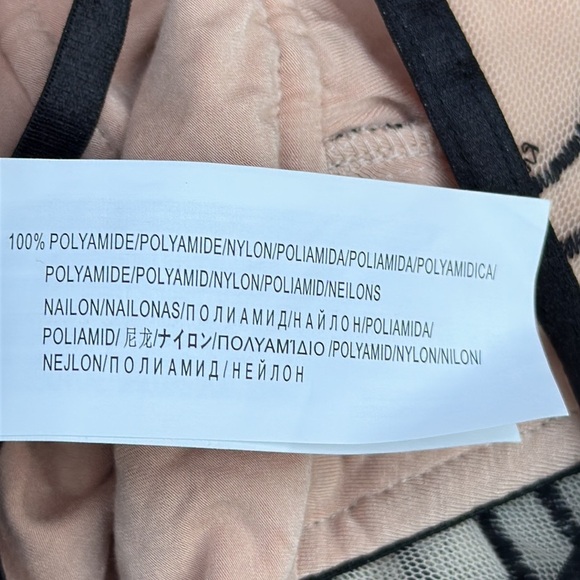 100% POLYAMIDE/POLYAMIDE/NYLON/POLIAMIDA/POLIAMIDA/POLYAMIDICA/
POLYAMIDE/POLYAMID/NYLON/POLIAMID/NEILONS
NAILON/NAILONAS/ПОЛИАМИД/НАЙЛОН/POLIAMIDA/
POLIAMID/ 尼龙/ナイロン/ΠΟΛΥΑΜΊΔΙΟ /POLYAMID/NYLON/NILON/
NEJLON/ПОЛИАМИД/НЕЙЛОН